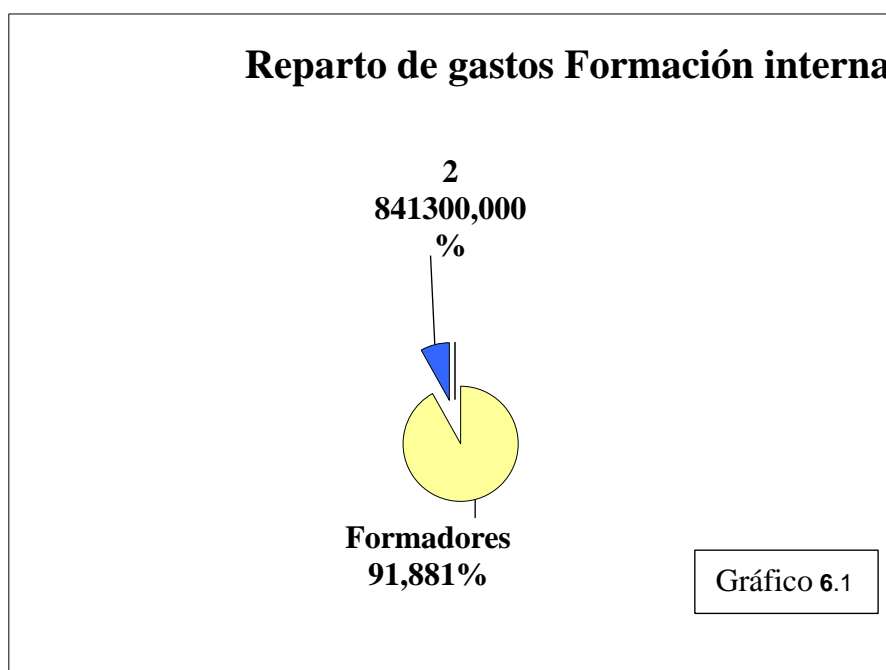 Reparto de gastos Formación interna
2
841300,000
%
Formadores
91,881%
Gráfico 6.1